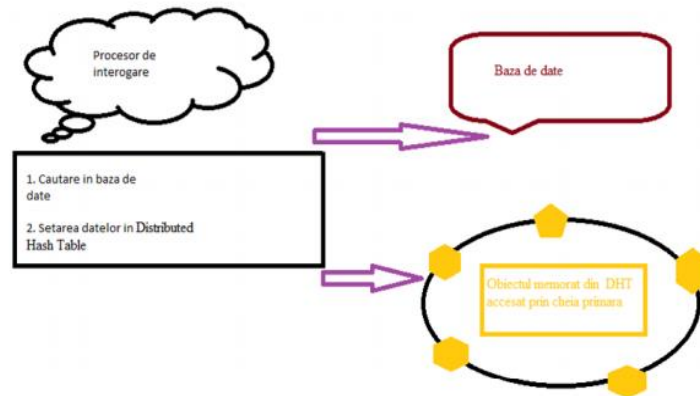 Procesor de
interogare
Baza de date
1. Cautare in baza de
date
2. Setarea datelor in Distributed
Hash Table
Obiectul memorat din DHT
accesat prin cheia primara